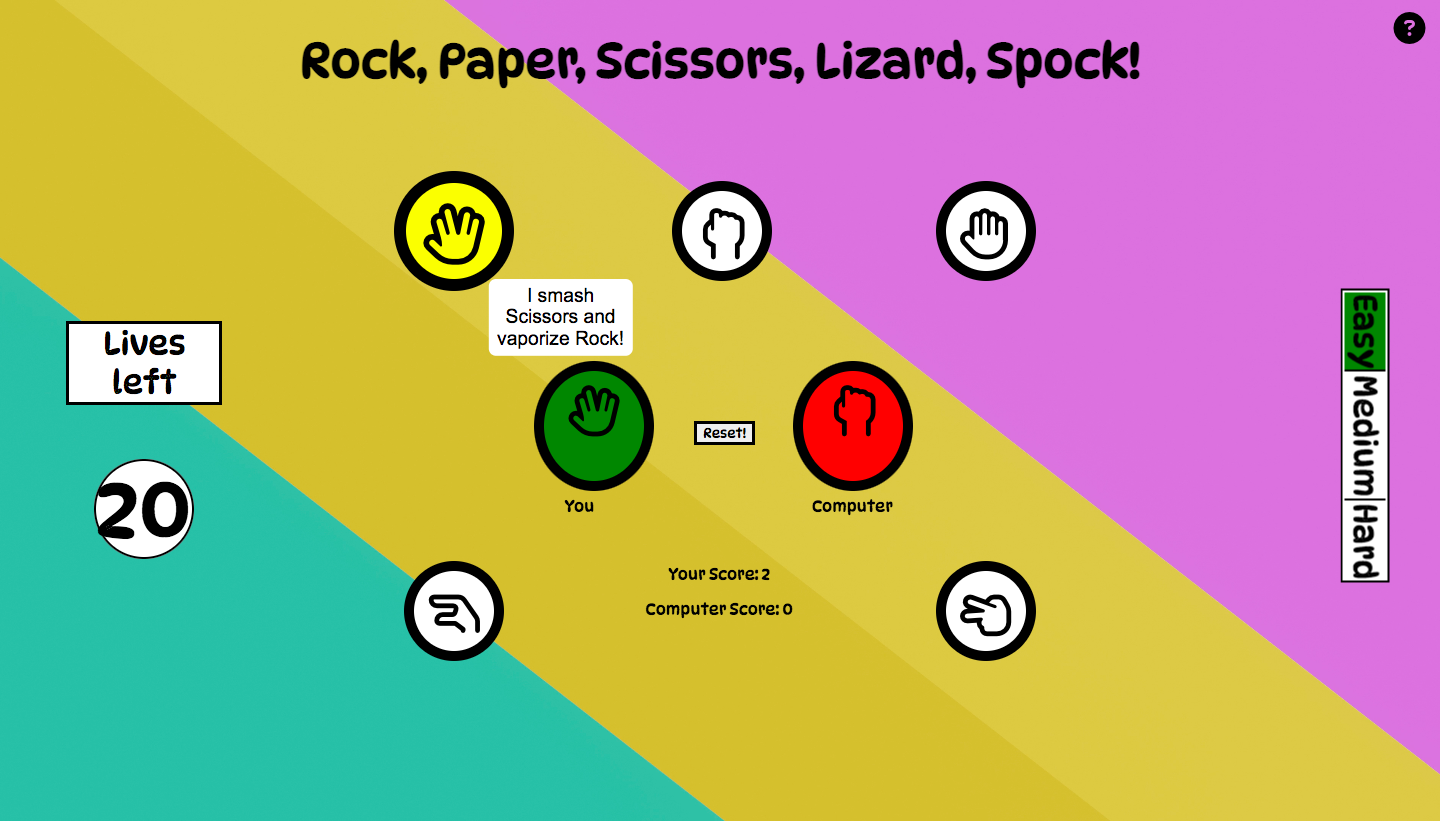 ?
Rock, Paper, Scissors, Lizard, Spock!
I smash
Scissors and
vaporize Rock!
Lives
left
20
Reset!
You
Computer
Your Score: 2
Computer Score: 0
Easy
Medium
Hard